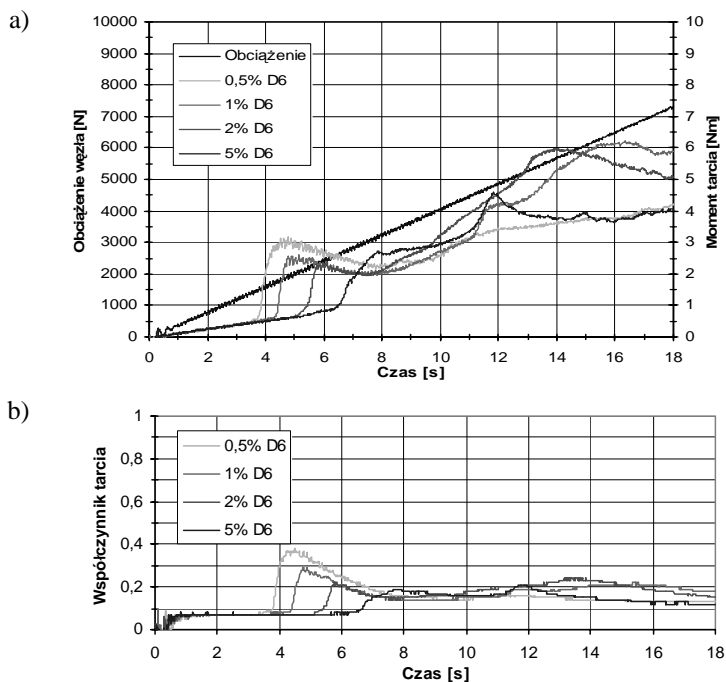 a)
10000
9000
8000
7000
6000
5000
4000
3000
2000
1000
0
Obciążenie węzła [N]
Obciążenie
0,5% D6
1% D6
2% D6
5% D6
10
9
8
7
6
5
4
3
2
1
0
Moment tarcia [Nm]
0 2 4 6 8 10 12 14 16 18
Czas [s]
b)
1
0,8
0,6
0,4
0,2
0
Współczynnik tarcia
0,5% D6
1% D6
2% D6
5% D6
0 2 4 6 8 10 12 14 16 18
Czas [s]